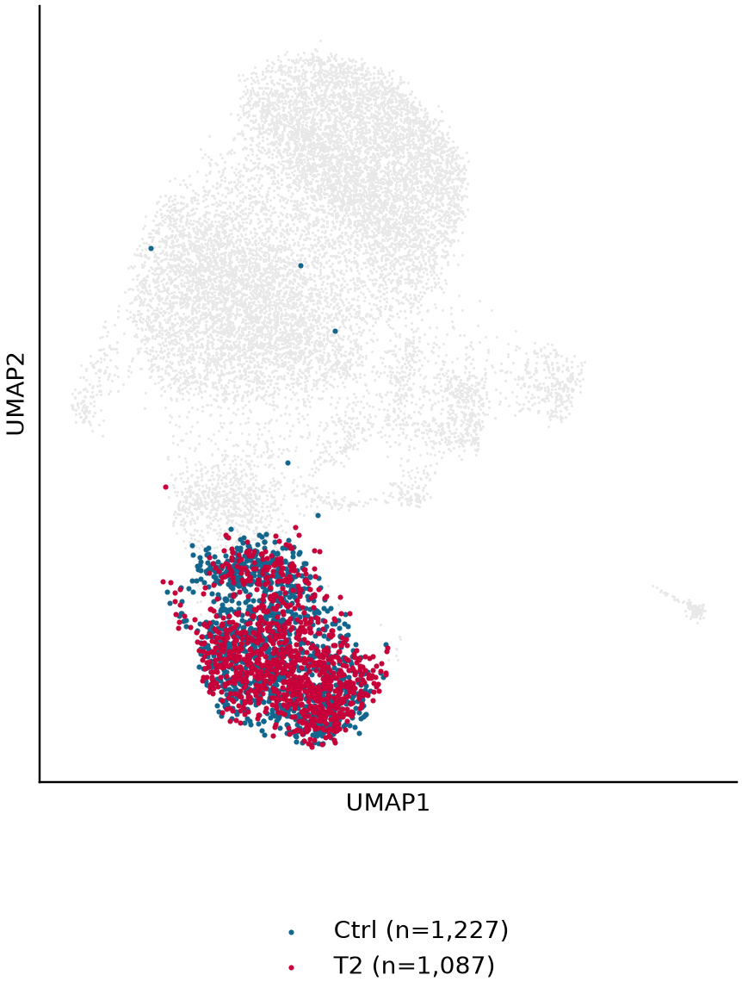 UMAP2
UMAP1
Ctrl (n=1,227)
T2 (n=1,087)